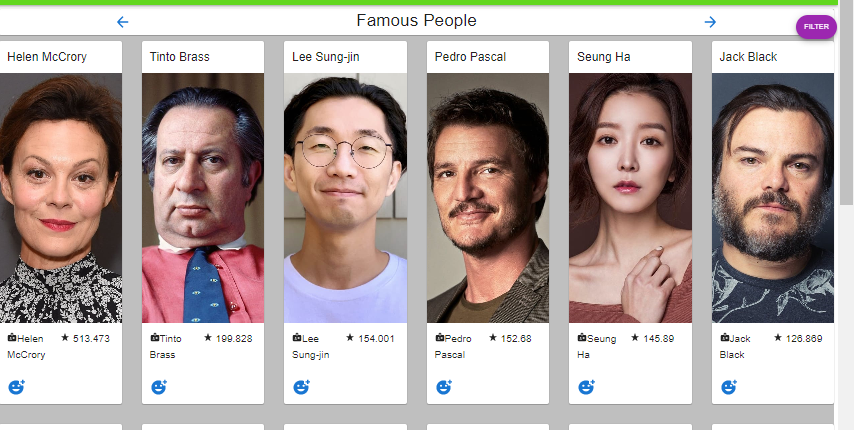 Famous People
FILTER
Helen McCrory
Tinto Brass
Lee Sung-jin
Pedro Pascal
Seung Ha
Jack Black
Helen McCrory
★ 513.473
Tinto Brass
★ 199.828
Lee Sung-jin
★ 154.001
Pedro Pascal
★ 152.68
Seung Ha
★ 145.89
Jack Black
★ 126.869